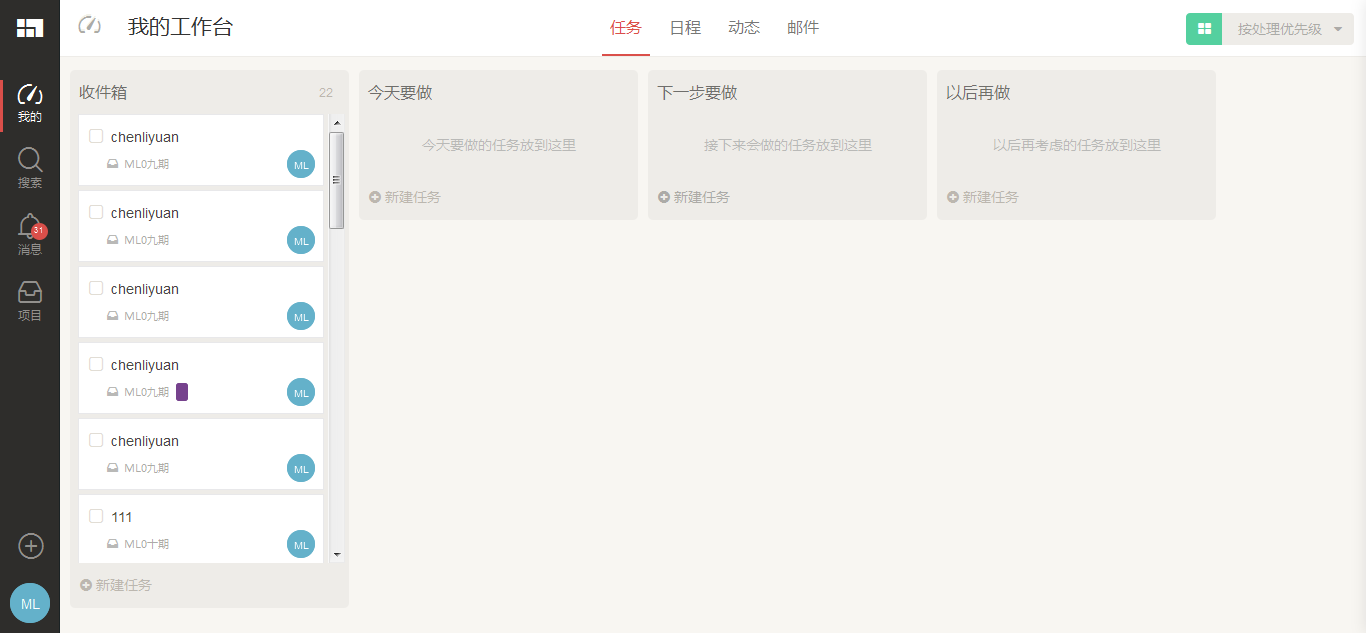 我的工作台
任务
日程
动态
邮件
按处理优先级
我的
搜索
31
消息
项目
ML
收件箱
22
chenliyuan
ML0九期
ML
chenliyuan
ML0九期
ML
chenliyuan
ML0九期
ML
chenliyuan
ML0九期
ML
chenliyuan
ML0九期
ML
111
ML0十期
ML
新建任务
今天要做
今天要做的任务放到这里
新建任务
下一步要做
接下来会做的任务放到这里
新建任务
以后再做
以后再考虑的任务放到这里
新建任务